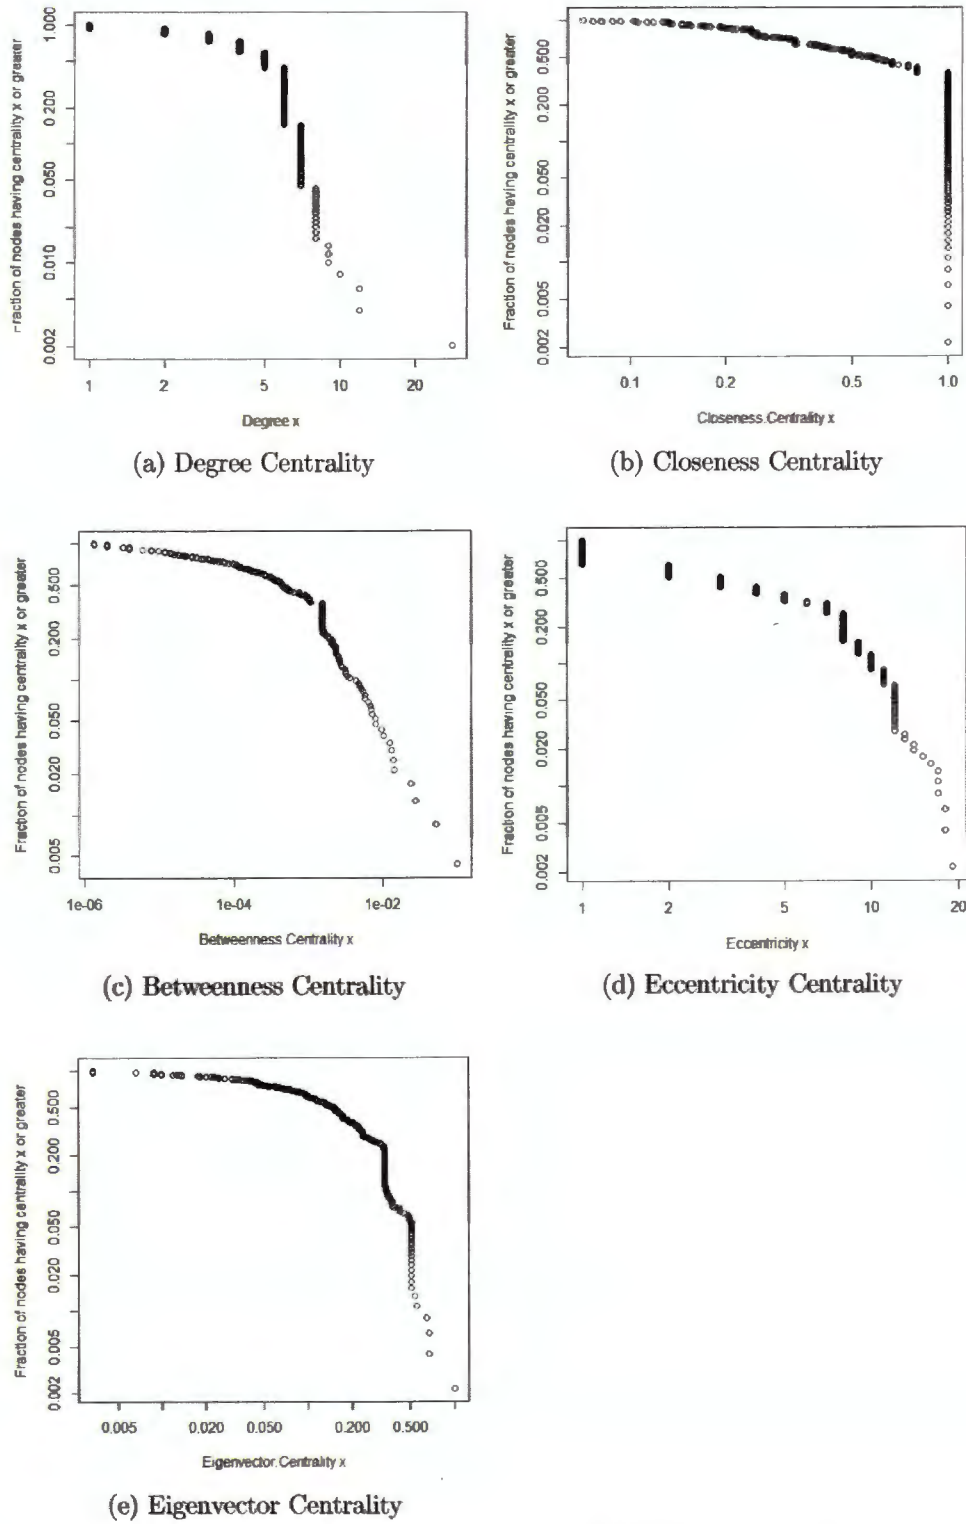 Fraction of nodes having centrality x or greater
1.000
0.200
0.050
0.010
0.002
1
2
5
10
20
Degree x
(a) Degree Centrality
Fraction of nodes having centrality x or greater
0.500
0.200
0.050
0.020
0.005
0.002
0.1
0.2
0.5
1.0
Closeness.Centrality x
(b) Closeness Centrality
Fraction of nodes having centrality x or greater
0.500
0.200
0.050
0.020
0.005
1e-06
1e-04
1e-02
Betweenness Centrality x
(c) Betweenness Centrality
Fraction of nodes having centrality x or greater
0.500
0.200
0.050
0.020
0.005
0.002
1
2
5
10
20
Eccentricity x
(d) Eccentricity Centrality
Fraction of nodes having centrality x or greater
0.500
0.200
0.050
0.020
0.005
0.002
0.005
0.020
0.050
0.200
0.500
Eigenvector.Centrality x
(e) Eigenvector Centrality